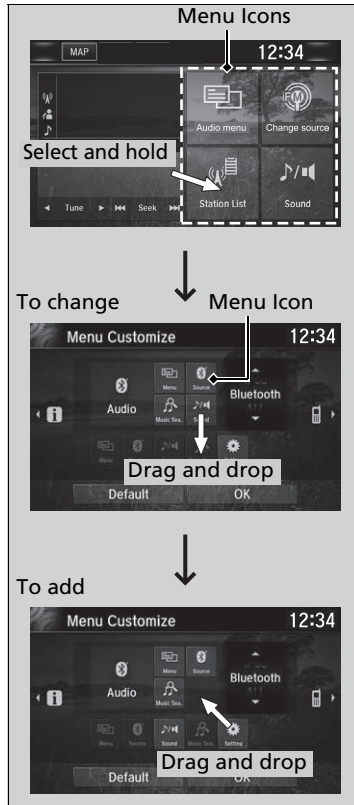 Menu Icons
MAP
12:34
Audio menu
Change source
Select and hold
Station List
Sound
Tune
Seek
To change
Menu Icon
Menu Customize
12:34
Menu
Source
Audio
Bluetooth
Music Sea.
Drag and drop
Default
OK
To add
Menu Customize
12:34
Menu
Source
Audio
Bluetooth
ALL
Music Sea.
Menu
Source
Sound
Music Sea.
Setting
Drag and drop
Default
OK